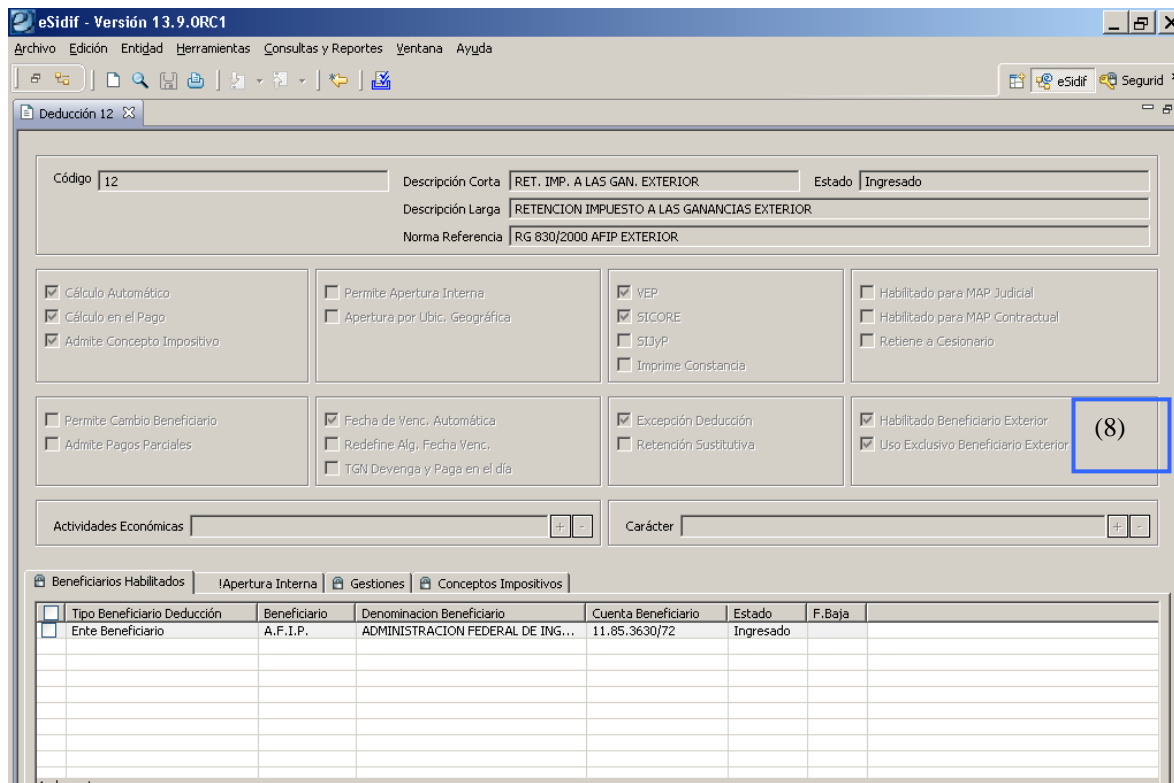 eSidif - Versión 13.9.0RC1
Archivo Edición Entidad Herramientas Consultas y Reportes Ventana Ayuda
eSidif Segurid
Deducción 12
Código 12 Descripción Corta RET. IMP. A LAS GAN. EXTERIOR Estado Ingresado
Descripción Larga RETENCION IMPUESTO A LAS GANANCIAS EXTERIOR
Norma Referencia RG 830/2000 AFIP EXTERIOR
Cálculo Automático Permite Apertura Interna VEP Habilitado para MAP Judicial
Cálculo en el Pago Apertura por Ubic. Geográfica SICORE Habilitado para MAP Contractual
Admite Concepto Impositivo SIJyP Retiene a Cesionario
Imprime Constancia
Permite Cambio Beneficiario Fecha de Venc. Automática Excepción Deducción Habilitado Beneficiario Exterior (8)
Admite Pagos Parciales Redefine Alg. Fecha Venc. Retención Sustitutiva Uso Exclusivo Beneficiario Exterior
TGN Devenga y Paga en el día
Actividades Económicas + - Carácter + -
Beneficiarios Habilitados !Apertura Interna Gestiones Conceptos Impositivos
Tipo Beneficiario Deducción Beneficiario Denominacion Beneficiario Cuenta Beneficiario Estado F.Baja
Ente Beneficiario A.F.I.P. ADMINISTRACION FEDERAL DE ING... 11.85.3630/72 Ingresado